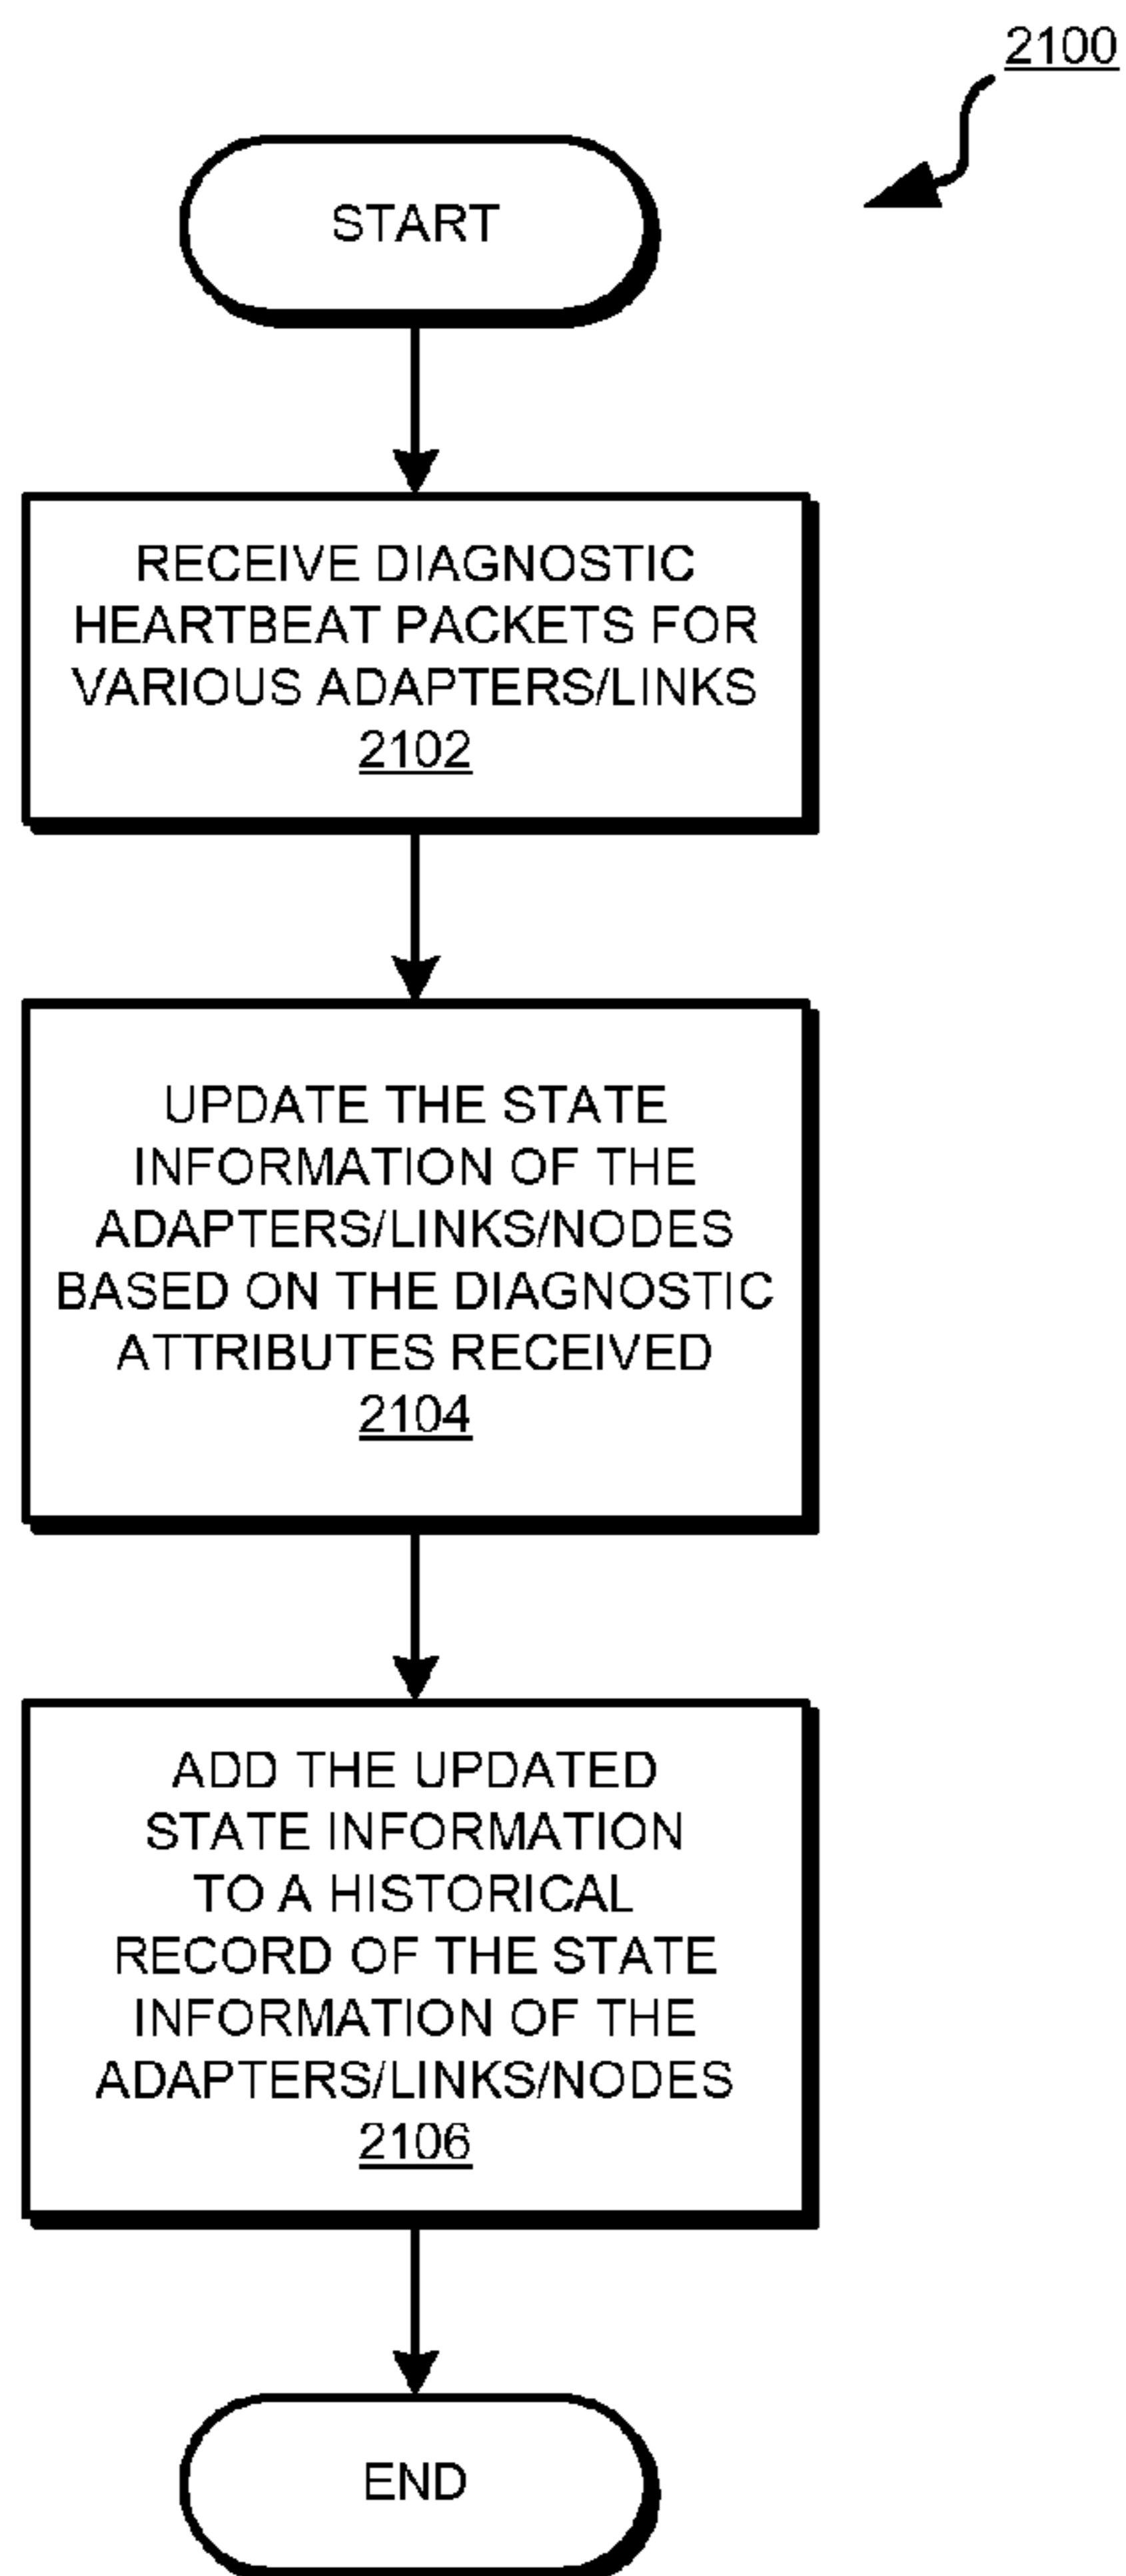 2100
START
RECEIVE DIAGNOSTIC
HEARTBEAT PACKETS FOR
VARIOUS ADAPTERS/LINKS
2102
UPDATE THE STATE
INFORMATION OF THE
ADAPTERS/LINKS/NODES
BASED ON THE DIAGNOSTIC
ATTRIBUTES RECEIVED
2104
ADD THE UPDATED
STATE INFORMATION
TO A HISTORICAL
RECORD OF THE STATE
INFORMATION OF THE
ADAPTERS/LINKS/NODES
2106
END